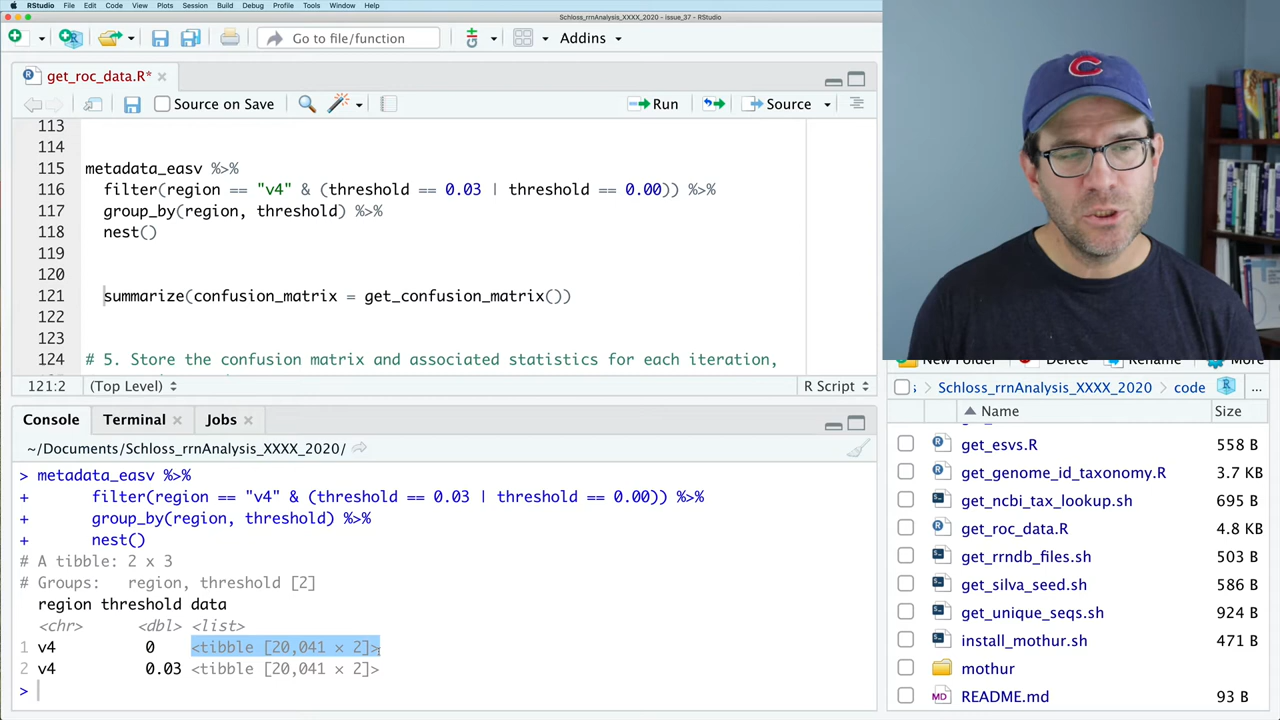 RStudio File Edit Code View Plots Session Build Debug Profile Tools Window Help
Schloss_rrnAnalysis_XXXX_2020 - issue_37 - RStudio
Go to file/function Addins
get_roc_data.R*
Source on Save Run Source
113
114
115 metadata_easv %>%
116 filter(region == "v4" & (threshold == 0.03 | threshold == 0.00)) %>%
117 group_by(region, threshold) %>%
118 nest()
119
120
121 summarize(confusion_matrix = get_confusion_matrix())
122
123
124 # 5. Store the confusion matrix and associated statistics for each iteration,
121:2 (Top Level) R Script
Console Terminal Jobs
~/Documents/Schloss_rrnAnalysis_XXXX_2020/
> metadata_easv %>%
+ filter(region == "v4" & (threshold == 0.03 | threshold == 0.00)) %>%
+ group_by(region, threshold) %>%
+ nest()
# A tibble: 2 x 3
# Groups: region, threshold [2]
region threshold data
<chr> <dbl> <list>
1 v4 0 <tibble [20,041 × 2]>
2 v4 0.03 <tibble [20,041 × 2]>
>
New Folder Delete Rename More
Schloss_rrnAnalysis_XXXX_2020 code ...
Name Size
get_esvs.R 558 B
get_genome_id_taxonomy.R 3.7 KB
get_ncbi_tax_lookup.sh 695 B
get_roc_data.R 4.8 KB
get_rrndb_files.sh 503 B
get_silva_seed.sh 586 B
get_unique_seqs.sh 924 B
install_mothur.sh 471 B
mothur
README.md 93 B